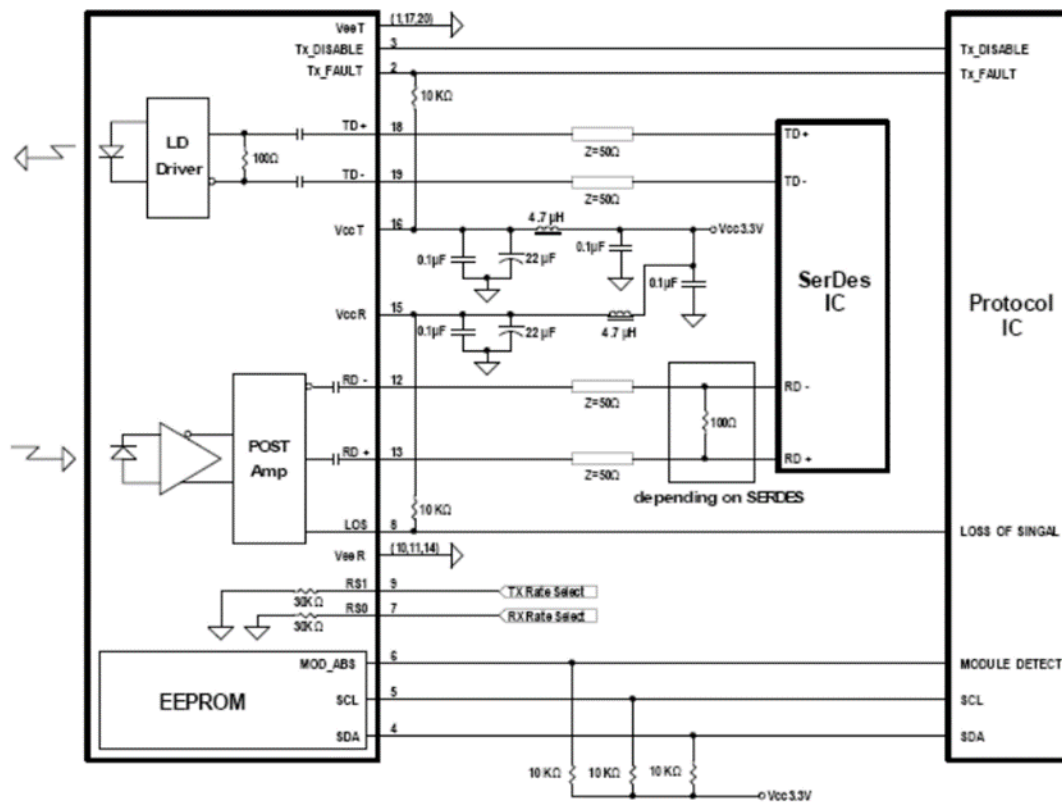 VeeT (1,17,20)
Tx_DISABLE 3 Tx_DISABLE
Tx_FAULT 2 Tx_FAULT
10 KΩ
LD
Driver
100Ω
TD+ 18 Z=50Ω TD+
TD- 19 Z=50Ω TD-
VccT 16 4.7 µH Vcc3.3V
0.1µF 22 µF 0.1µF 0.1µF
SerDes
IC
Protocol
IC
VccR 15 4.7 µH
0.1µF 22 µF
RD - 12 Z=50Ω RD -
100Ω
POST
Amp
RD + 13 Z=50Ω RD +
depending on SERDES
10 KΩ
LOS 8 LOSS OF SINGAL
VeeR (10,11,14)
RS1 9 TX Rate Select
30KΩ
RS0 7 RX Rate Select
30KΩ
EEPROM
MOD_ABS 6 MODULE DETECT
SCL 5 SCL
SDA 4 SDA
10 KΩ 10 KΩ 10 KΩ
Vcc3.3V